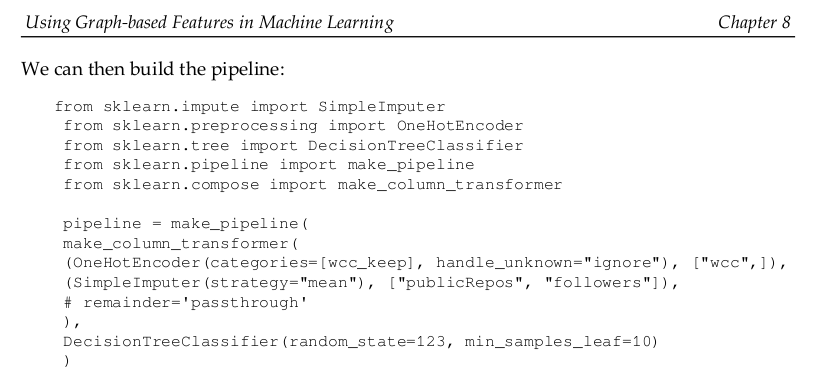 Using Graph-based Features in Machine Learning Chapter 8
We can then build the pipeline:
from sklearn.impute import SimpleImputer
from sklearn.preprocessing import OneHotEncoder
from sklearn.tree import DecisionTreeClassifier
from sklearn.pipeline import make_pipeline
from sklearn.compose import make_column_transformer
pipeline = make_pipeline(
make_column_transformer(
(OneHotEncoder(categories=[wcc_keep], handle_unknown="ignore"), ["wcc",]),
(SimpleImputer(strategy="mean"), ["publicRepos", "followers"]),
# remainder='passthrough'
),
DecisionTreeClassifier(random_state=123, min_samples_leaf=10)
)